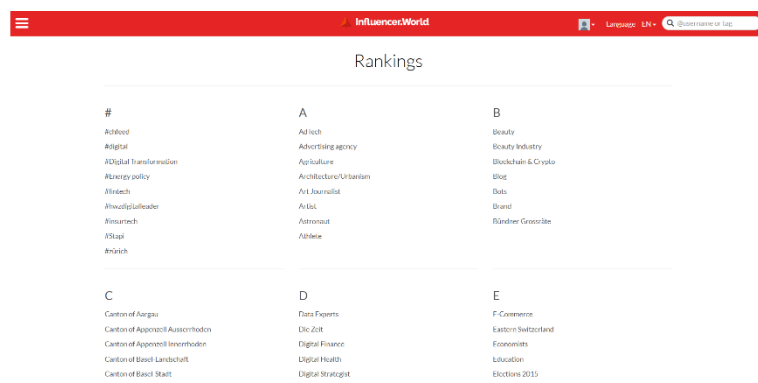 Influencer.World
Language EN
@username or tag
Rankings
#
#chfeed
#digital
#Digital Transformation
#Energy policy
#fintech
#hwzdigitalleader
#insurtech
#Stapi
#zürich
A
AdTech
Advertising agency
Agriculture
Architecture/Urbanism
Art Journalist
Artist
Astronaut
Athlete
B
Beauty
Beauty Industry
Blockchain & Crypto
Blog
Bots
Brand
Bündner Grossräte
C
Canton of Aargau
Canton of Appenzell Ausserrhoden
Canton of Appenzell Innerrhoden
Canton of Basel-Landschaft
Canton of Basel-Stadt
D
Data Experts
Die Zeit
Digital Finance
Digital Health
Digital Strategist
E
E-Commerce
Eastern Switzerland
Economists
Education
Elections 2015